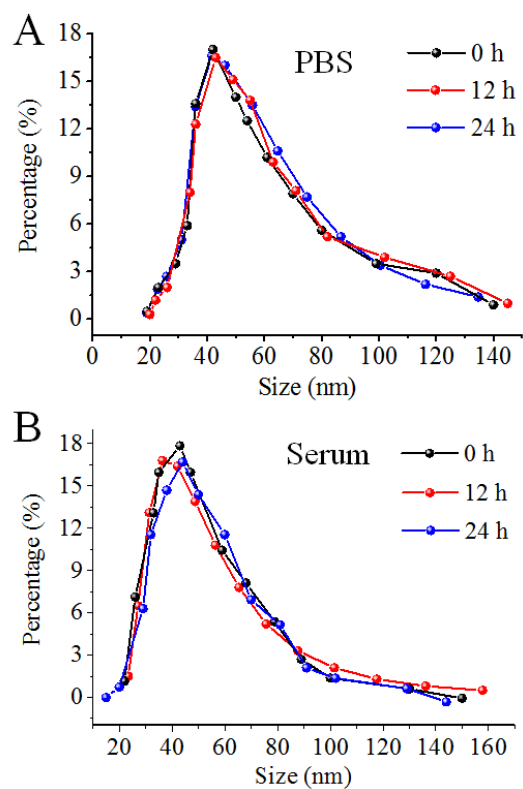 A
PBS
0 h
12 h
24 h
Percentage (%)
18
15
12
9
6
3
0
0 20 40 60 80 100 120 140
Size (nm)
B
Serum
0 h
12 h
24 h
Percentage (%)
18
15
12
9
6
3
0
20 40 60 80 100 120 140 160
Size (nm)